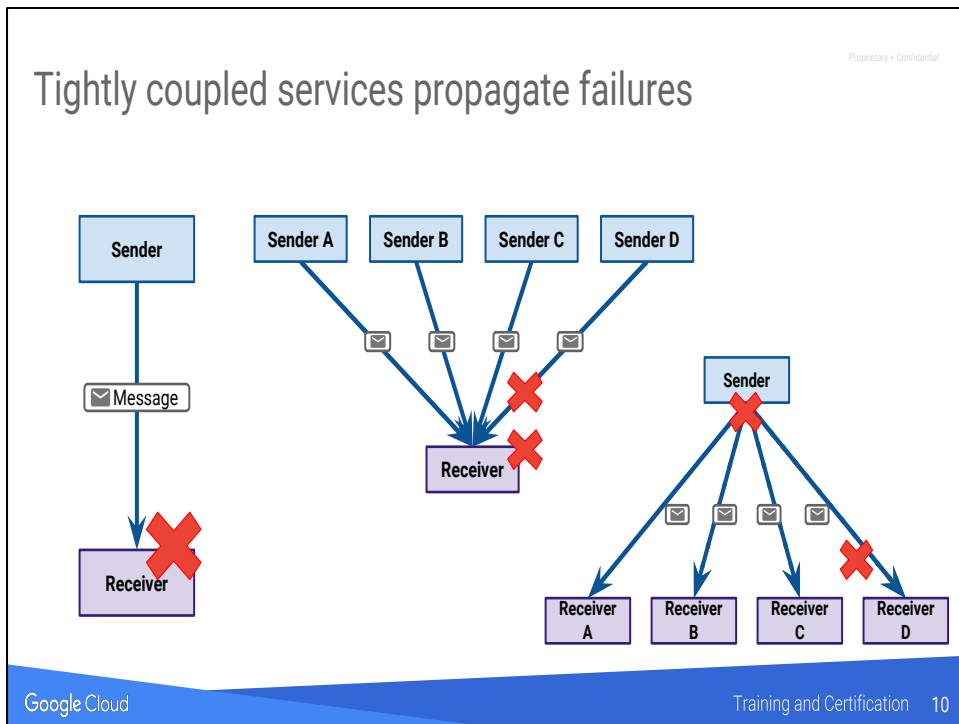 Proprietary + Confidential
Tightly coupled services propagate failures
Sender
Message
Receiver
Sender A
Sender B
Sender C
Sender D
Receiver
Sender
Receiver
A
Receiver
B
Receiver
C
Receiver
D
Google Cloud
Training and Certification 10